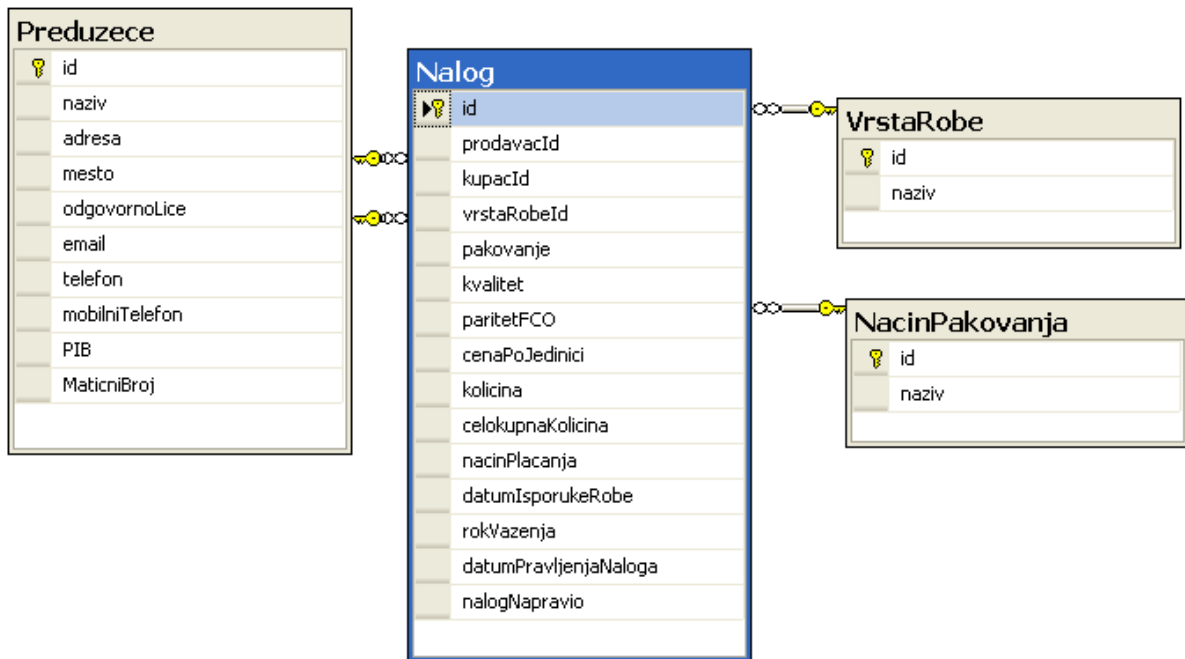 Preduzece
id
naziv
adresa
mesto
odgovornoLice
email
telefon
mobilniTelefon
PIB
MaticniBroj
Nalog
id
prodavacId
kupacId
vrstaRobeId
pakovanje
kvalitet
paritetFCO
cenaPoJedinici
kolicina
celokupnaKolicina
nacinPlacanja
datumIsporukeRobe
rokVazenja
datumPravljenjaNaloga
nalogNapravio
VrstaRobe
id
naziv
NacinPakovanja
id
naziv